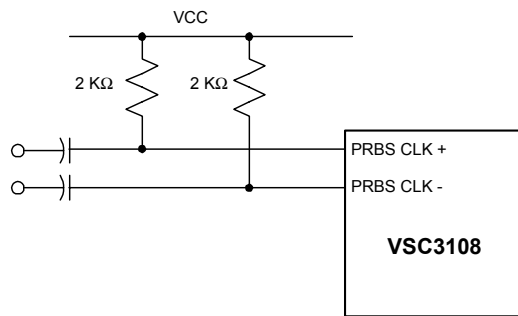 VCC
2 KΩ 2 KΩ
PRBS CLK +
PRBS CLK -
VSC3108